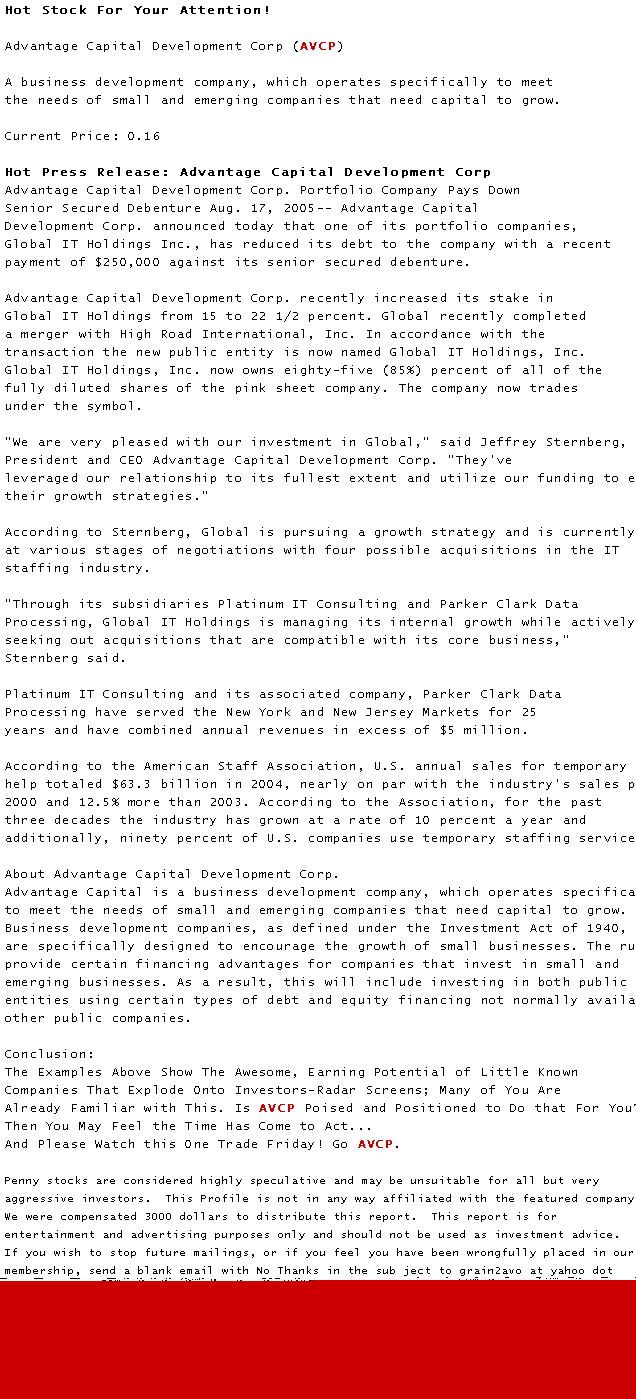 Hot Stock For Your Attention!
Advantage Capital Development Corp (AVCP)
A business development company, which operates specifically to meet
the needs of small and emerging companies that need capital to grow.
Current Price: 0.16
Hot Press Release: Advantage Capital Development Corp
Advantage Capital Development Corp. Portfolio Company Pays Down
Senior Secured Debenture Aug. 17, 2005-- Advantage Capital
Development Corp. announced today that one of its portfolio companies,
Global IT Holdings Inc., has reduced its debt to the company with a recent
payment of $250,000 against its senior secured debenture.
Advantage Capital Development Corp. recently increased its stake in
Global IT Holdings from 15 to 22 1/2 percent. Global recently completed
a merger with High Road International, Inc. In accordance with the
transaction the new public entity is now named Global IT Holdings, Inc.
Global IT Holdings, Inc. now owns eighty-five (85%) percent of all of the
fully diluted shares of the pink sheet company. The company now trades
under the symbol.
"We are very pleased with our investment in Global," said Jeffrey Sternberg,
President and CEO Advantage Capital Development Corp. "They've
leveraged our relationship to its fullest extent and utilize our funding to e
their growth strategies."
According to Sternberg, Global is pursuing a growth strategy and is currently
at various stages of negotiations with four possible acquisitions in the IT
staffing industry.
"Through its subsidiaries Platinum IT Consulting and Parker Clark Data
Processing, Global IT Holdings is managing its internal growth while actively
seeking out acquisitions that are compatible with its core business,"
Sternberg said.
Platinum IT Consulting and its associated company, Parker Clark Data
Processing have served the New York and New Jersey Markets for 25
years and have combined annual revenues in excess of $5 million.
According to the American Staff Association, U.S. annual sales for temporary
help totaled $63.3 billion in 2004, nearly on par with the industry's sales p
2000 and 12.5% more than 2003. According to the Association, for the past
three decades the industry has grown at a rate of 10 percent a year and
additionally, ninety percent of U.S. companies use temporary staffing service
About Advantage Capital Development Corp.
Advantage Capital is a business development company, which operates specifica
to meet the needs of small and emerging companies that need capital to grow.
Business development companies, as defined under the Investment Act of 1940,
are specifically designed to encourage the growth of small businesses. The ru
provide certain financing advantages for companies that invest in small and
emerging businesses. As a result, this will include investing in both public
entities using certain types of debt and equity financing not normally availa
other public companies.
Conclusion:
The Examples Above Show The Awesome, Earning Potential of Little Known
Companies That Explode Onto Investors-Radar Screens; Many of You Are
Already Familiar with This. Is AVCP Poised and Positioned to Do that For You?
Then You May Feel the Time Has Come to Act...
And Please Watch this One Trade Friday! Go AVCP.
Penny stocks are considered highly speculative and may be unsuitable for all but very
aggressive investors. This Profile is not in any way affiliated with the featured company
We were compensated 3000 dollars to distribute this report. This report is for
entertainment and advertising purposes only and should not be used as investment advice.
If you wish to stop future mailings, or if you feel you have been wrongfully placed in our
membership, send a blank email with No Thanks in the sub ject to grain2avo at yahoo dot